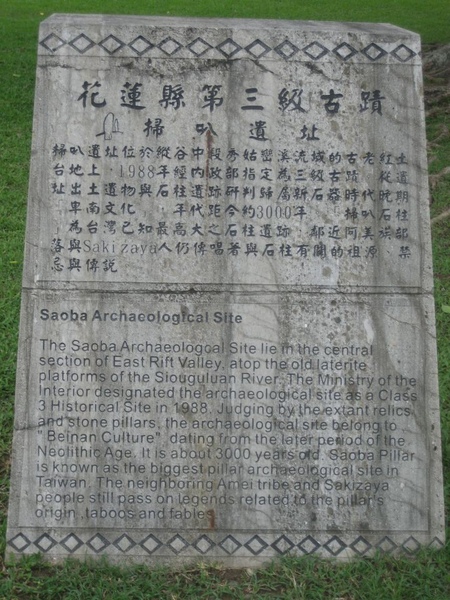 花蓮縣第三級古蹟
掃叭遺址
掃叭遺址位於縱谷中段秀姑巒溪流域的古老紅土
台地上，1988年經內政部指定為三級古蹟，從遺
址出土遺物與石柱遺跡研判歸屬新石器時代晚期
卑南文化，年代距今約3000年。掃叭石柱
為台灣已知最高大之石柱遺跡，鄰近阿美族部
落與Sakizaya人仍傳唱著與石柱有關的祖源、禁
忌與傳說
Saoba Archaeological Site
The Saoba Archaeologcal Site lie in the central
section of East Rift Valley, atop the old laterite
platforms of the Siouguluan River. The Ministry of the
Interior designated the archaeological site as a Class
3 Historical Site in 1988. Judging by the extant relics
and stone pillars, the archaeological site belong to
"Beinan Culture", dating from the later period of the
Neolithic Age. It is about 3000 years old. Saoba Pillar
is known as the biggest pillar archaeological site in
Taiwan. The neighboring Amei tribe and Sakizaya
people still pass on legends related to the pillar's
origin ,taboos and fables